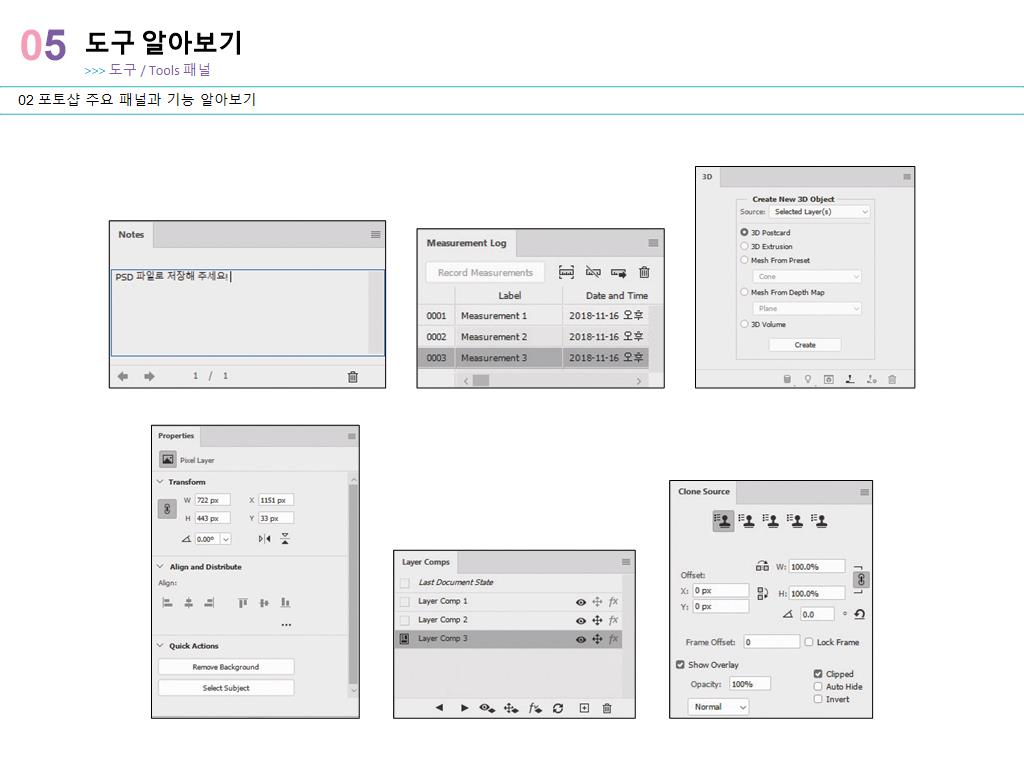 05 도구 알아보기
>>> 도구 / Tools 패널
02 포토샵 주요 패널과 기능 알아보기
Notes
PSD 파일로 저장해 주세요!
1 / 1
Measurement Log
Record Measurements
Label Date and Time
0001 Measurement 1 2018-11-16 오후
0002 Measurement 2 2018-11-16 오후
0003 Measurement 3 2018-11-16 오후
3D
Create New 3D Object
Source: Selected Layer(s)
3D Postcard
3D Extrusion
Mesh From Preset
Cone
Mesh From Depth Map
Plane
3D Volume
Create
Properties
Pixel Layer
Transform
W 722 px X 1151 px
H 443 px Y 33 px
0.00°
Align and Distribute
Align:
Quick Actions
Remove Background
Select Subject
Layer Comps
Last Document State
Layer Comp 1 fx
Layer Comp 2 fx
Layer Comp 3 fx
Clone Source
W: 100.0%
Offset:
X: 0 px H: 100.0%
Y: 0 px 0.0 °
Frame Offset: 0 Lock Frame
Show Overlay
Clipped
Opacity: 100% Auto Hide
Invert
Normal